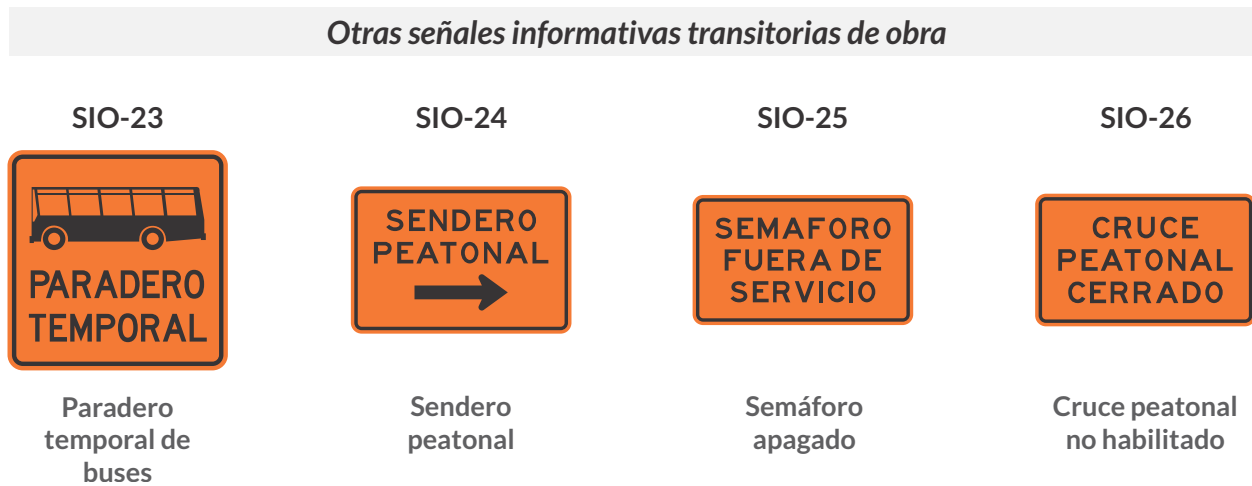 Otras señales informativas transitorias de obra
SIO-23
PARADERO
TEMPORAL
Paradero
temporal de
buses
SIO-24
SENDERO
PEATONAL
Sendero
peatonal
SIO-25
SEMAFORO
FUERA DE
SERVICIO
Semáforo
apagado
SIO-26
CRUCE
PEATONAL
CERRADO
Cruce peatonal
no habilitado